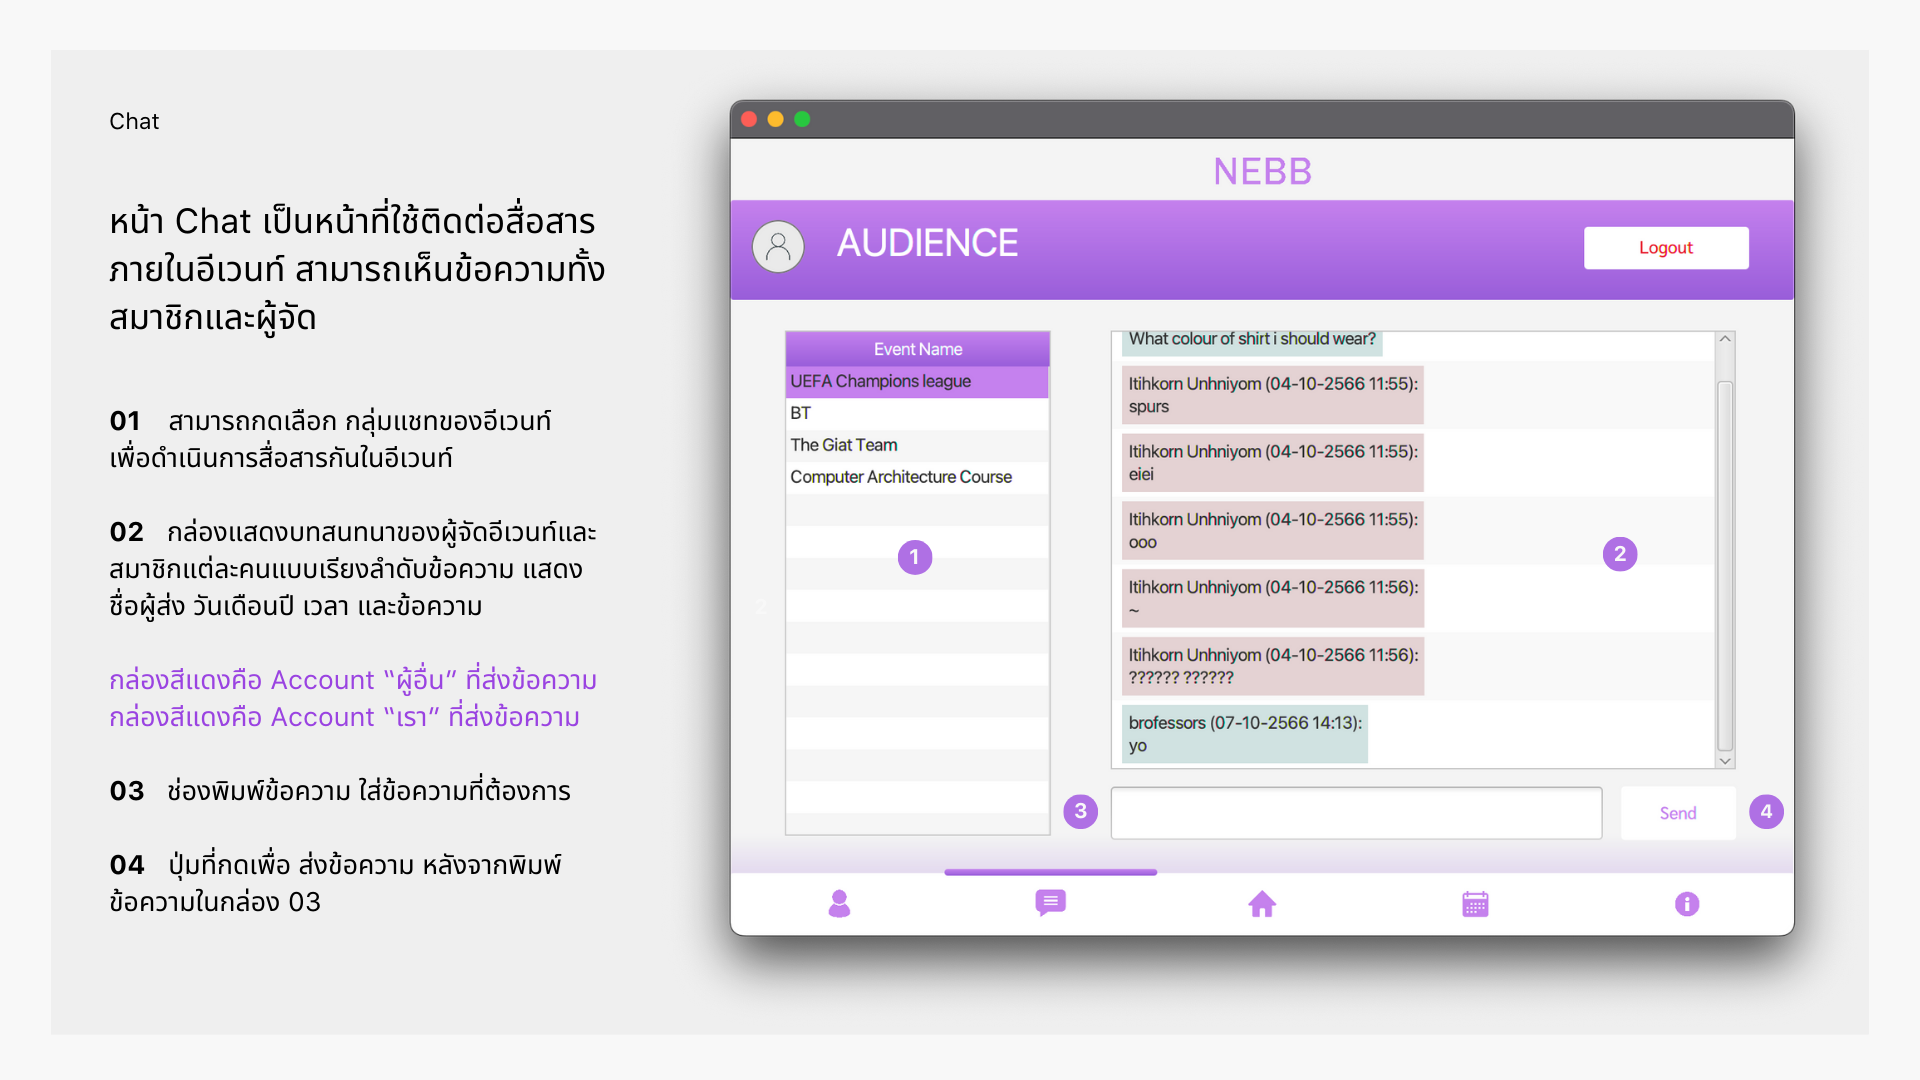 Chat
หน้า Chat เป็นหน้าที่ใช้ติดต่อสื่อสาร
ภายในอีเวนท์ สามารถเห็นข้อความทั้ง
สมาชิกและผู้จัด
01 สามารถกดเลือก กลุ่มแชทของอีเวนท์
เพื่อดำเนินการสื่อสารกันในอีเวนท์
02 กล่องแสดงบทสนทนาของผู้จัดอีเวนท์และ
สมาชิกแต่ละคนแบบเรียงลำดับข้อความ แสดง
ชื่อผู้ส่ง วันเดือนปี เวลา และข้อความ
กล่องสีแดงคือ Account “ผู้อื่น” ที่ส่งข้อความ
กล่องสีแดงคือ Account “เรา” ที่ส่งข้อความ
03 ช่องพิมพ์ข้อความ ใส่ข้อความที่ต้องการ
04 ปุ่มที่กดเพื่อ ส่งข้อความ หลังจากพิมพ์
ข้อความในกล่อง 03
NEBB
AUDIENCE
Logout
Event Name
UEFA Champions league
BT
The Giat Team
Computer Architecture Course
1
2
What colour of shirt i should wear?
Itihkorn Unhniyom (04-10-2566 11:55):
spurs
Itihkorn Unhniyom (04-10-2566 11:55):
eiei
Itihkorn Unhniyom (04-10-2566 11:55):
ooo
2
Itihkorn Unhniyom (04-10-2566 11:56):
~
Itihkorn Unhniyom (04-10-2566 11:56):
?????? ??????
brofessors (07-10-2566 14:13):
yo
3
Send
4